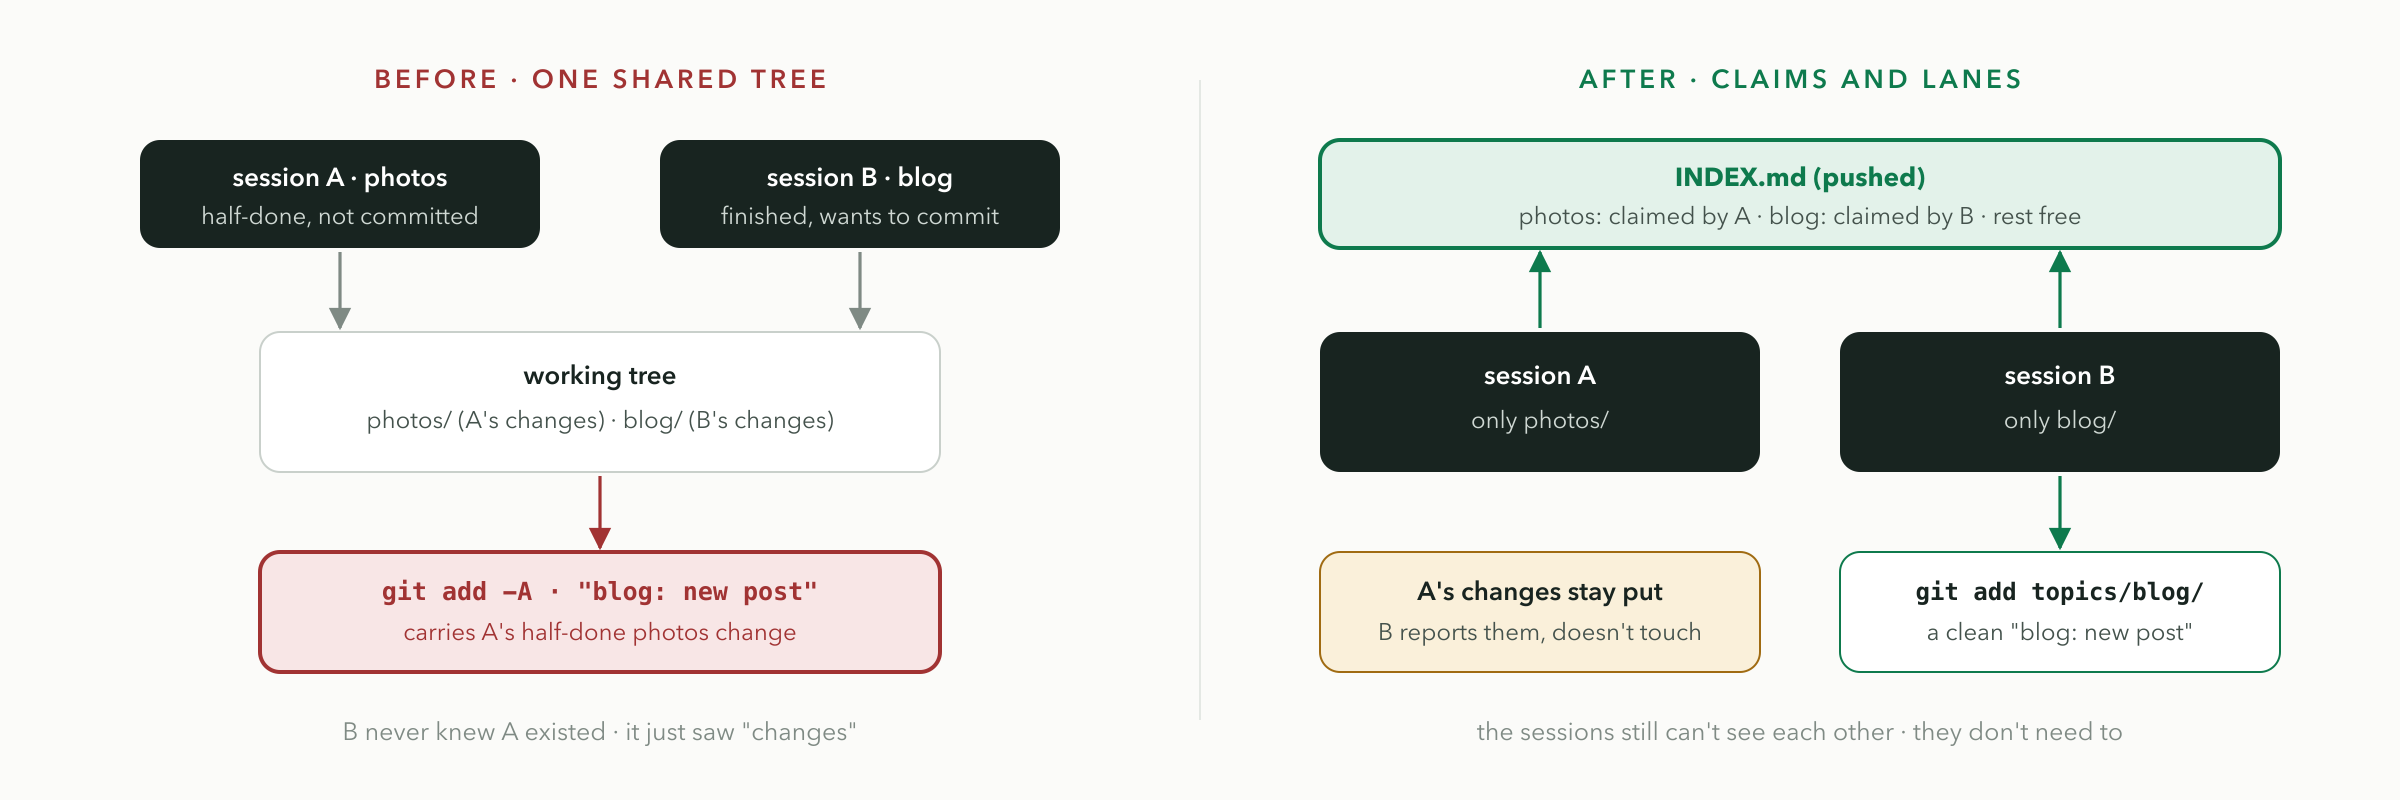 BEFORE · ONE SHARED TREE
session A · photos
half-done, not committed
session B · blog
finished, wants to commit
working tree
photos/ (A's changes) · blog/ (B's changes)
git add –A · "blog: new post"
carries A's half-done photos change
B never knew A existed · it just saw "changes"
AFTER · CLAIMS AND LANES
INDEX.md (pushed)
photos: claimed by A · blog: claimed by B · rest free
session A
only photos/
session B
only blog/
A's changes stay put
B reports them, doesn't touch
git add topics/blog/
a clean "blog: new post"
the sessions still can't see each other · they don't need to